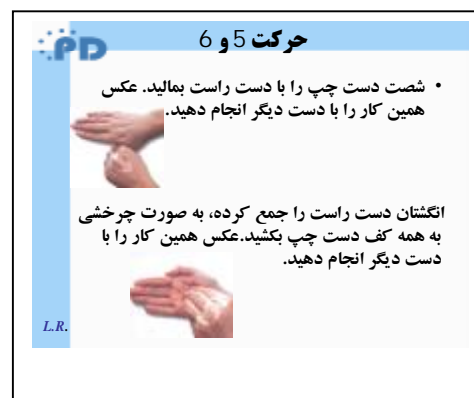 PD
حرکت 5 و 6
• شصت دست چپ را با دست راست بمالید. عکس
همین کار را با دست دیگر انجام دهید.
انگشتان دست راست را جمع کرده، به صورت چرخشی
به همه کف دست چپ بکشید.عکس همین کار را با
دست دیگر انجام دهید.
L.R.